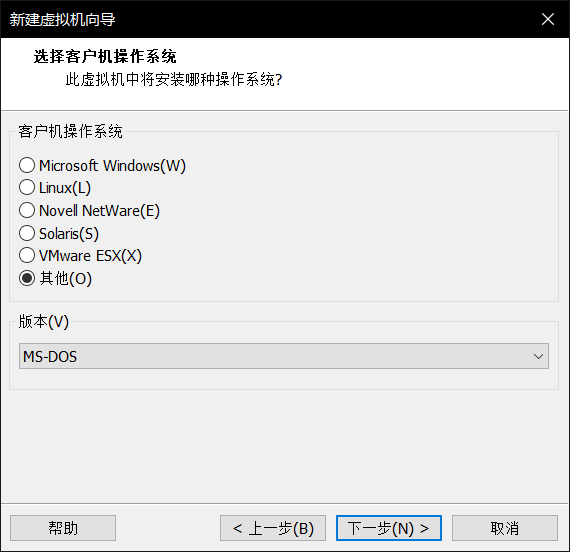 新建虚拟机向导
选择客户机操作系统
此虚拟机中将安装哪种操作系统?
客户机操作系统
Microsoft Windows(W)
Linux(L)
Novell NetWare(E)
Solaris(S)
VMware ESX(X)
其他(O)
版本(V)
MS-DOS
帮助
< 上一步(B)
下一步(N) >
取消